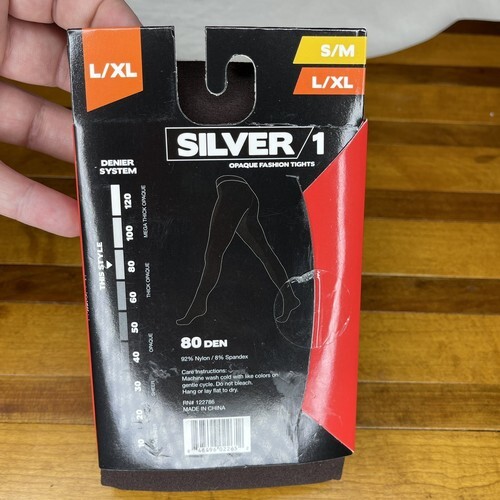 L/XL
S/M
L/XL
SILVER/1
OPAQUE FASHION TIGHTS
DENIER
SYSTEM
THIS STYLE
120
100
80
60
50
40
30
10
MEGA THICK OPAQUE
THICK OPAQUE
OPAQUE
80 DEN
92% Nylon / 8% Spandex
Care Instructions:
Machine wash cold with like colors on
gentle cycle. Do not bleach.
Hang or lay flat to dry.
RN# 122786
MADE IN CHINA